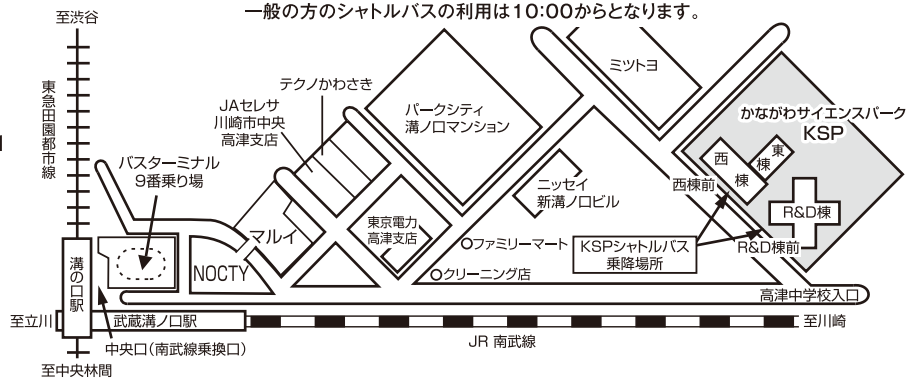 一般の方のシャトルバスの利用は10:00からとなります。
至渋谷
東急田園都市線
バスターミナル
9番乗り場
JAセレサ
川崎市中央
高津支店
テクノかわさき
パークシティ
溝ノ口マンション
ミツトヨ
かながわサイエンスパーク
KSP
西棟
東棟
西棟前
R&D棟
R&D棟前
ニッセイ
新溝ノ口ビル
東京電力
高津支店
マルイ
NOCTY
ファミリーマート
クリーニング店
KSPシャトルバス
乗降場所
高津中学校入口
溝の口駅
至立川
武蔵溝ノ口駅
至川崎
JR 南武線
中央口(南武線乗換口)
至中央林間